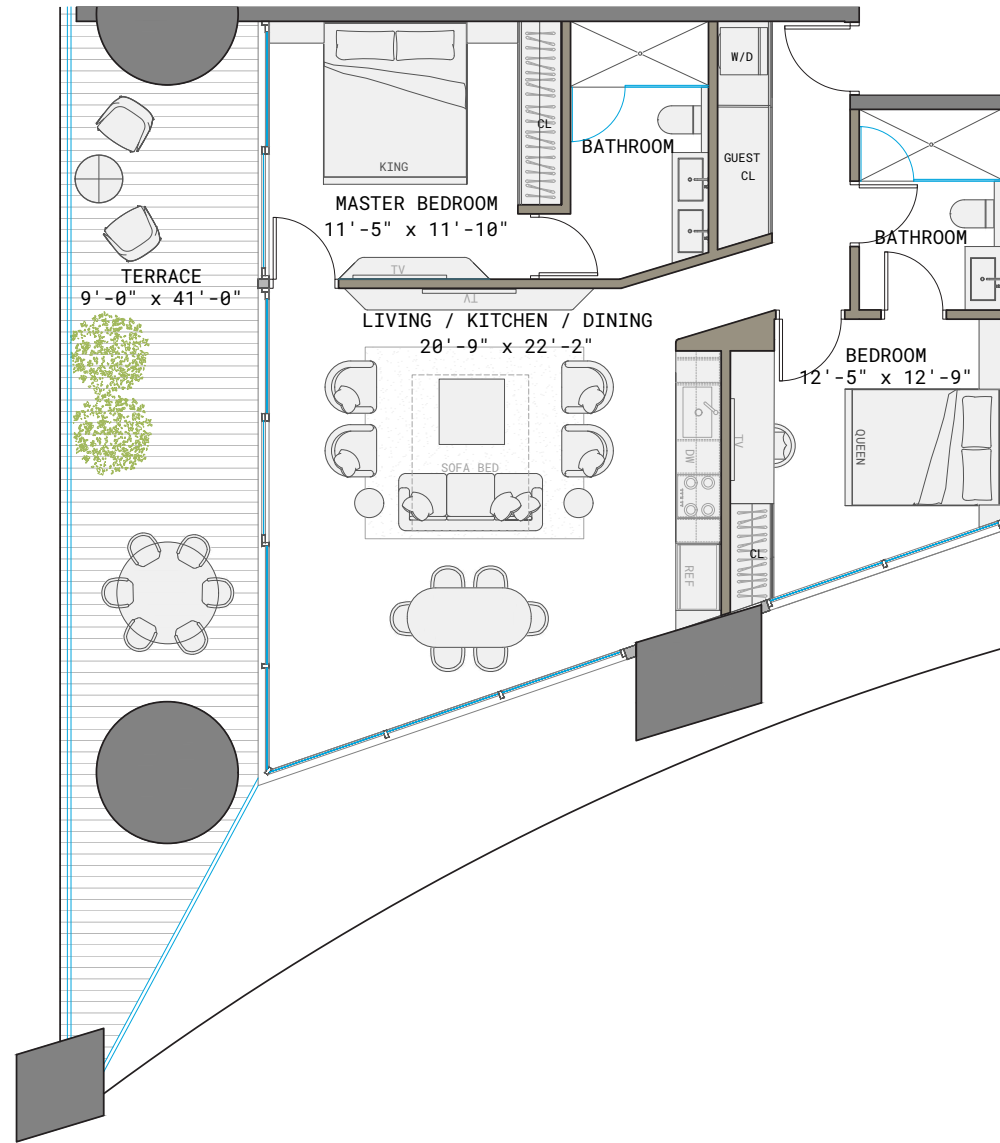 W/D
CL
KING
BATHROOM
GUEST
CL
MASTER BEDROOM
11'-5" x 11'-10"
BATHROOM
TV
TERRACE
9'-0" x 41'-0"
TV
LIVING / KITCHEN / DINING
20'-9" x 22'-2"
BEDROOM
12'-5" x 12'-9"
SOFA BED
DW
TV
QUEEN
CL
REF